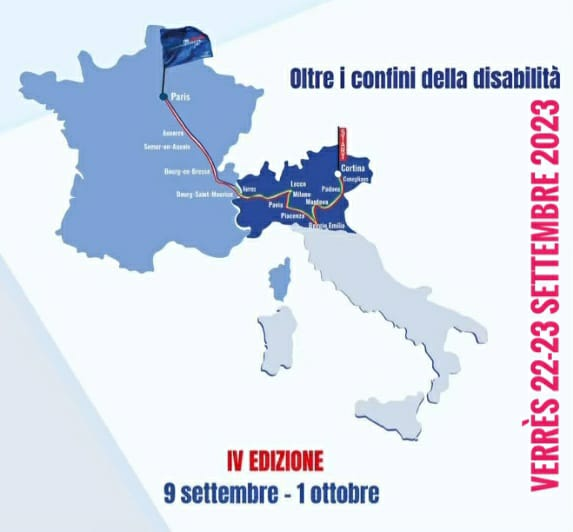 Oltre i confini della disabilità
Paris
START
Auxerre
Semur-en-Auxois
Cortina
Conegliano
Bourg-en-Bresse
Lecco
Verres
Padova
Bourg-Saint-Maurice
Milano
Mantova
Pavia
Piacenza
Reggio Emilia
VERRÈS 22-23 SETTEMBRE 2023
IV EDIZIONE
9 settembre - 1 ottobre